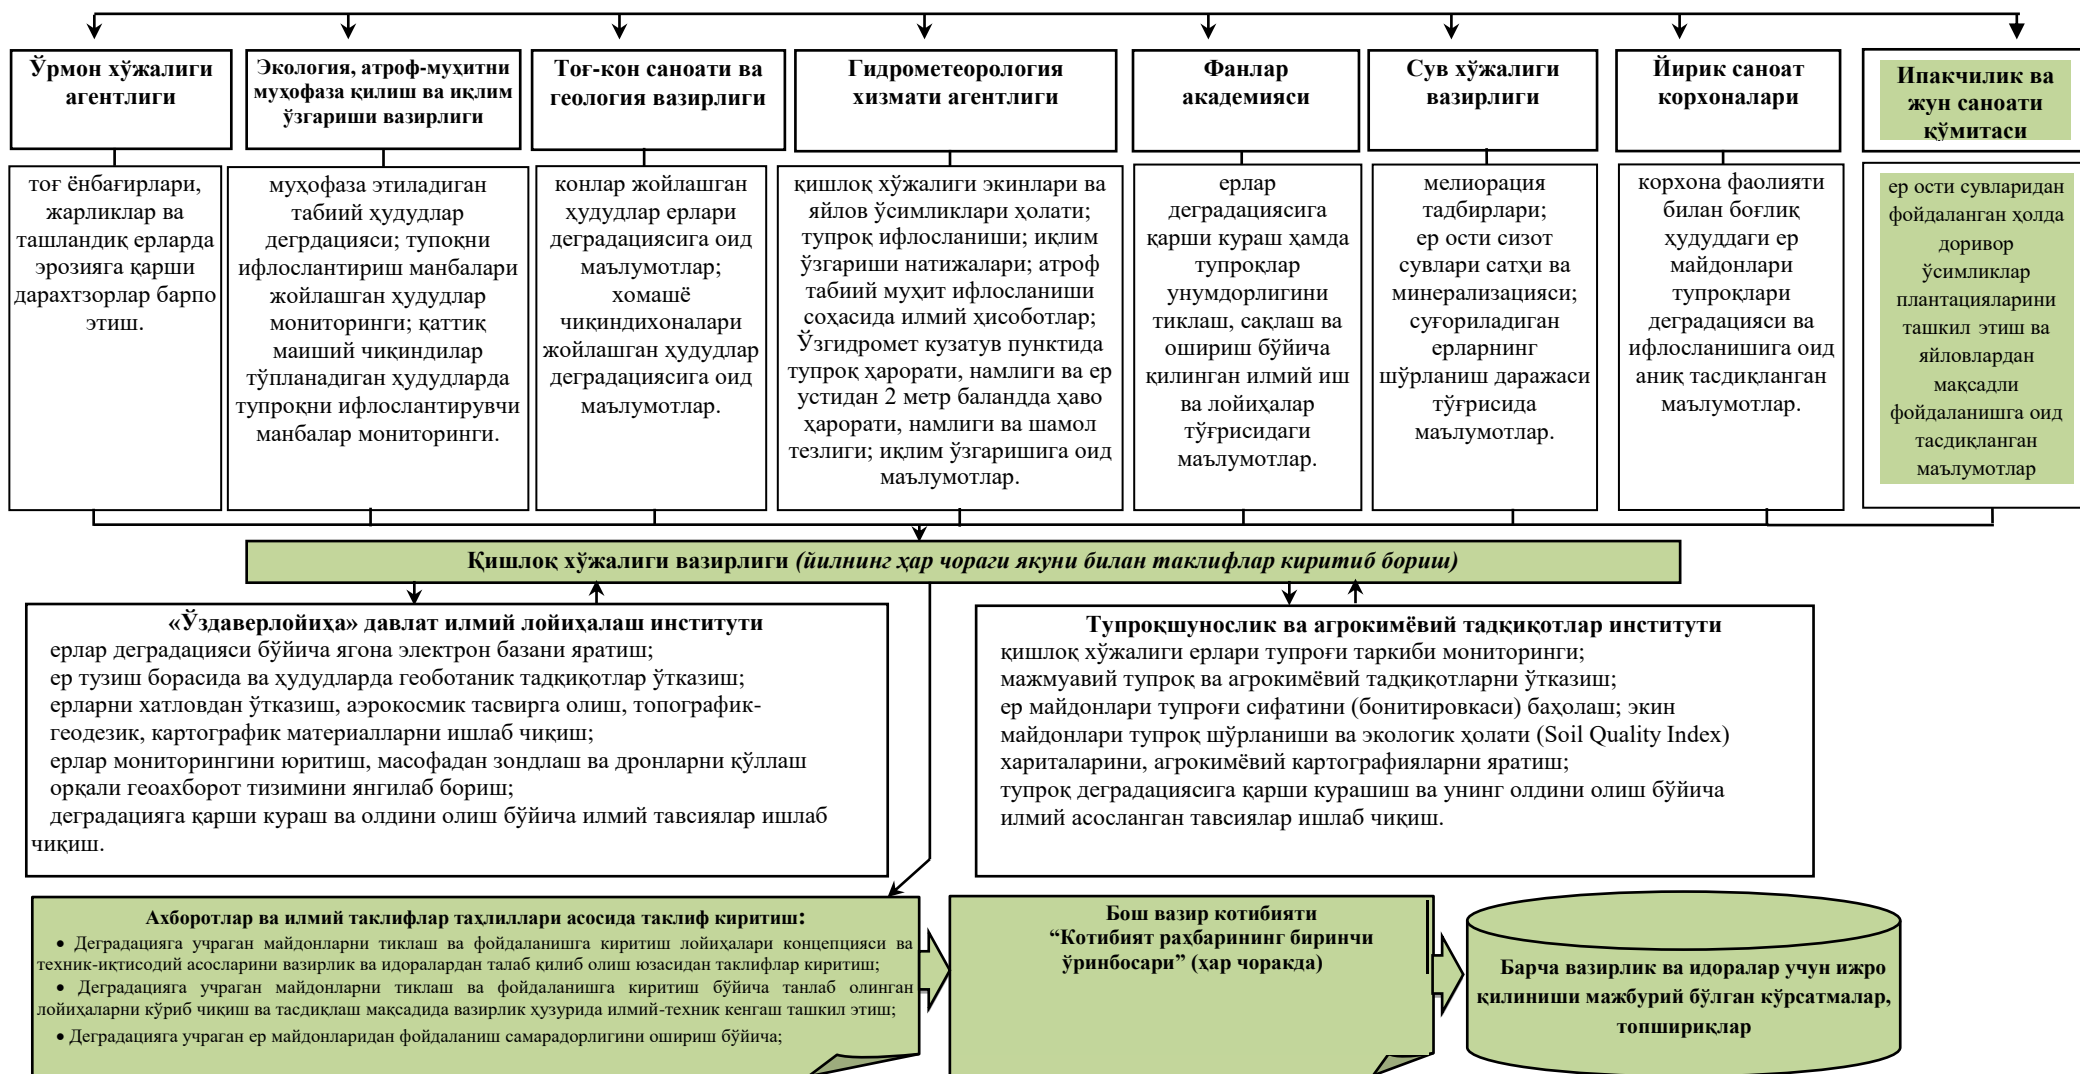 Ўрмон хўжалиги
агентлиги
Экология, атроф-муҳитни
муҳофаза қилиш ва иқлим
ўзгариши вазирлиги
Тоғ-кон саноати ва
геология вазирлиги
Гидрометеорология
хизмати агентлиги
Фанлар
академияси
Сув хўжалиги
вазирлиги
Йирик саноат
корхоналари
Ипакчилик ва
жун саноати
қўмитаси
тоғ ёнбағирлари,
жарликлар ва
ташландиқ ерларда
эрозияга қарши
дарахтзорлар барпо
этиш.
муҳофаза этиладиган
табиий ҳудудлар
дегрдацияси; тупоқни
ифлослантириш манбалари
жойлашган ҳудудлар
мониторинги; қаттиқ
маиший чиқиндилар
тўпланадиган ҳудудларда
тупроқни ифлослантирувчи
манбалар мониторинги.
конлар жойлашган
ҳудудлар ерлари
деградациясига оид
маълумотлар;
хомашё
чиқиндихоналари
жойлашган ҳудудлар
деградациясига оид
маълумотлар.
қишлоқ хўжалиги экинлари ва
яйлов ўсимликлари ҳолати;
тупроқ ифлосланиши; иқлим
ўзгариши натижалари; атроф
табиий муҳит ифлосланиши
соҳасида илмий ҳисоботлар;
Ўзгидромет кузатув пунктида
тупроқ ҳарорати, намлиги ва ер
устидан 2 метр баландда ҳаво
ҳарорати, намлиги ва шамол
тезлиги; иқлим ўзгаришига оид
маълумотлар.
ерлар
деградациясига
қарши кураш ҳамда
тупроқлар
унумдорлигини
тиклаш, сақлаш ва
ошириш бўйича
қилинган илмий иш
ва лойиҳалар
тўғрисидаги
маълумотлар.
мелиорация
тадбирлари;
ер ости сизот
сувлари сатҳи ва
минерализацияси;
суғориладиган
ерларнинг
шўрланиш даражаси
тўғрисида
маълумотлар.
корхона фаолияти
билан боғлиқ
ҳудуддаги ер
майдонлари
тупроқлари
деградацияси ва
ифлосланишига оид
аниқ тасдиқланган
маълумотлар.
ер ости сувларидан
фойдаланган ҳолда
доривор
ўсимликлар
плантацияларини
ташкил этиш ва
яйловлардан
мақсадли
фойдаланишга оид
тасдиқланган
маълумотлар
Қишлоқ хўжалиги вазирлиги (йилнинг ҳар чораги якуни билан таклифлар киритиб бориш)
«Ўздаверлойиҳа» давлат илмий лойиҳалаш институти
ерлар деградацияси бўйича ягона электрон базани яратиш;
ер тузиш борасида ва ҳудудларда геоботаник тадқиқотлар ўтказиш;
ерларни хатловдан ўтказиш, аэрокосмик тасвирга олиш, топографик-
геодезик, картографик материалларни ишлаб чиқиш;
ерлар мониторингини юритиш, масофадан зондлаш ва дронларни қўллаш
орқали геоахборот тизимини янгилаб бориш;
деградацияга қарши кураш ва олдини олиш бўйича илмий тавсиялар ишлаб
чиқиш.
Тупроқшунослик ва агрокимёвий тадқиқотлар институти
қишлоқ хўжалиги ерлари тупроғи таркиби мониторинги;
мажмуавий тупроқ ва агрокимёвий тадқиқотларни ўтказиш;
ер майдонлари тупроғи сифатини (бонитировкаси) баҳолаш; экин
майдонлари тупроқ шўрланиши ва экологик ҳолати (Soil Quality Index)
хариталарини, агрокимёвий картографияларни яратиш;
тупроқ деградациясига қарши курашиш ва унинг олдини олиш бўйича
илмий асосланган тавсиялар ишлаб чиқиш.
Ахборотлар ва илмий таклифлар таҳлиллари асосида таклиф киритиш:
• Деградацияга учраган майдонларни тиклаш ва фойдаланишга киритиш лойиҳалари концепцияси ва
техник-иқтисодий асосларини вазирлик ва идоралардан талаб қилиб олиш юзасидан таклифлар киритиш;
• Деградацияга учраган майдонларни тиклаш ва фойдаланишга киритиш бўйича танлаб олинган
лойиҳаларни кўриб чиқиш ва тасдиқлаш мақсадида вазирлик ҳузурида илмий-техник кенгаш ташкил этиш;
• Деградацияга учраган ер майдонларидан фойдаланиш самарадорлигини ошириш бўйича;
Бош вазир котибияти
“Котибият раҳбарининг биринчи
ўринбосари” (ҳар чоракда)
Барча вазирлик ва идоралар учун ижро
қилиниши мажбурий бўлган кўрсатмалар,
топшириқлар